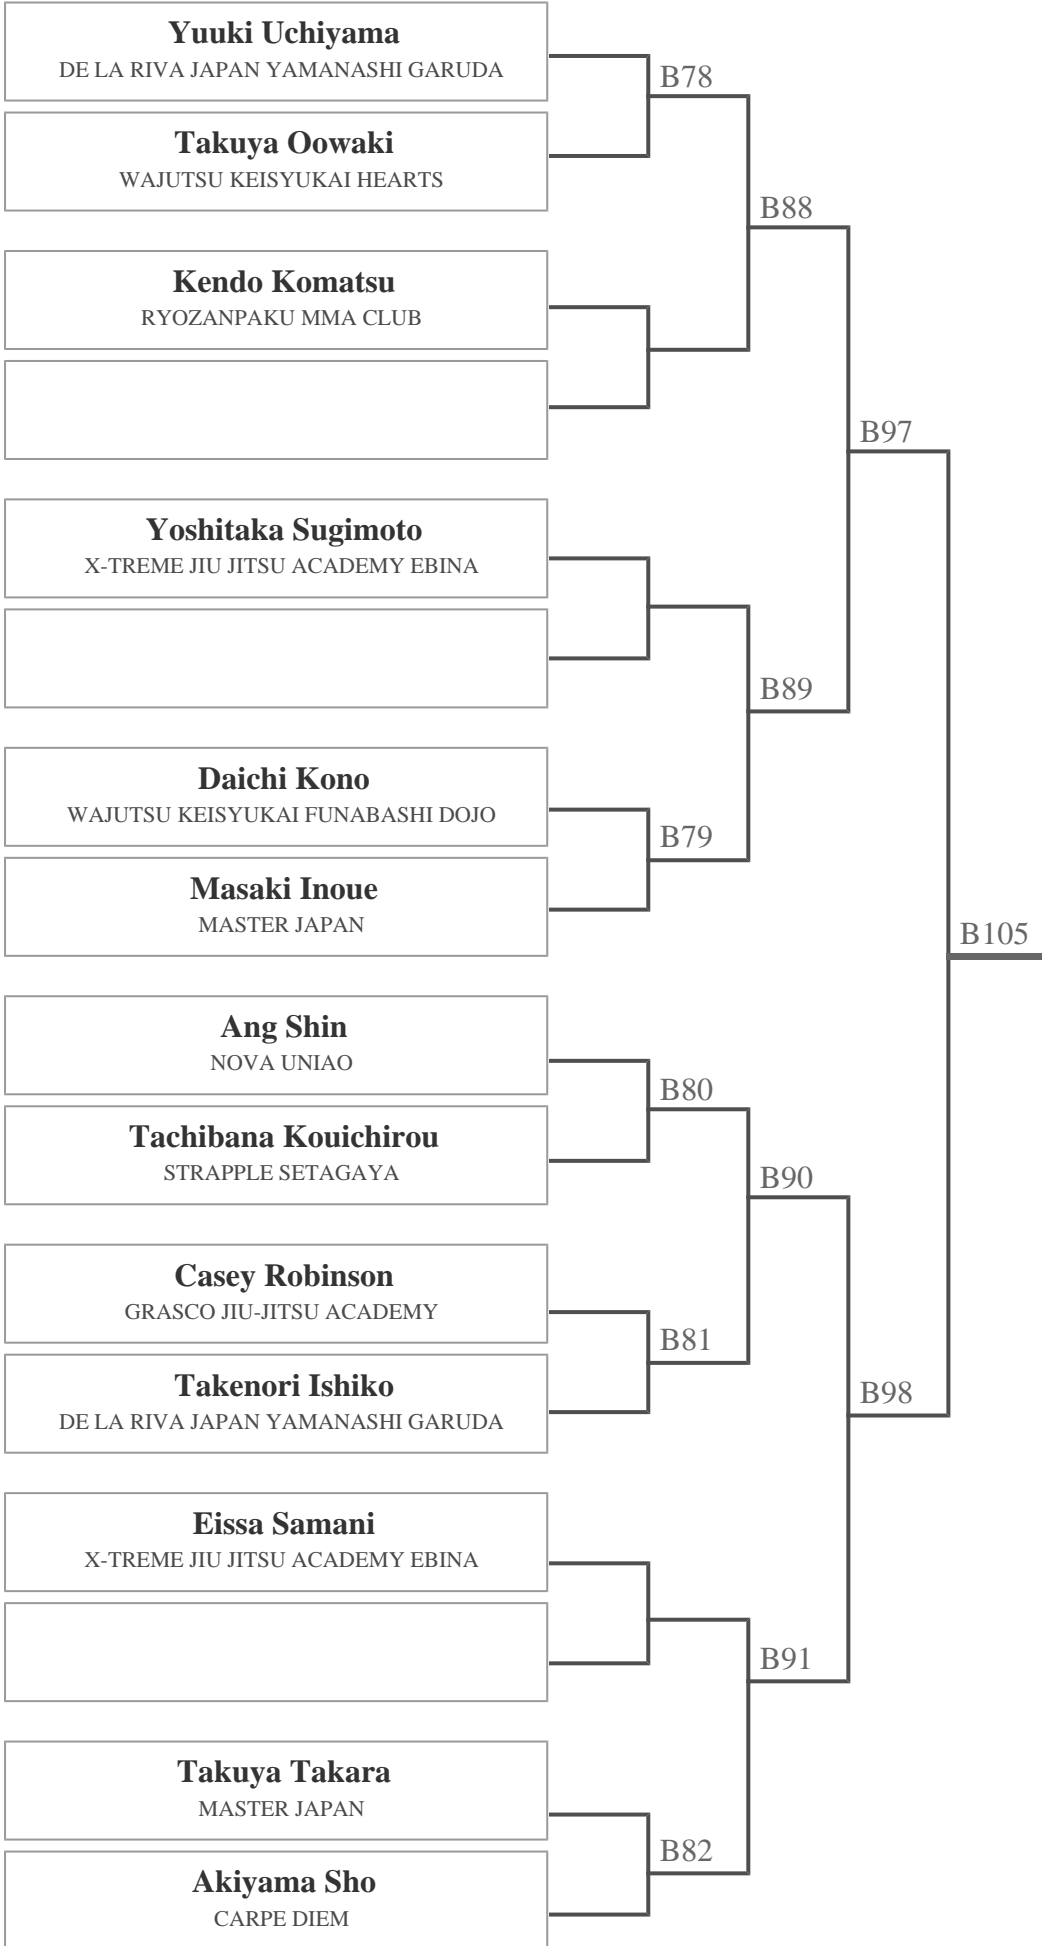 Yuuki Uchiyama
DE LA RIVA JAPAN YAMANASHI GARUDA
B78
Takuya Oowaki
WAJUTSU KEISYUKAI HEARTS
B88
Kendo Komatsu
RYOZANPAKU MMA CLUB
B97
Yoshitaka Sugimoto
X-TREME JIU JITSU ACADEMY EBINA
B89
Daichi Kono
WAJUTSU KEISYUKAI FUNABASHI DOJO
B79
Masaki Inoue
MASTER JAPAN
B105
Ang Shin
NOVA UNIAO
B80
Tachibana Kouichirou
STRAPPLE SETAGAYA
B90
Casey Robinson
GRASCO JIU-JITSU ACADEMY
B81
Takenori Ishiko
DE LA RIVA JAPAN YAMANASHI GARUDA
B98
Eissa Samani
X-TREME JIU JITSU ACADEMY EBINA
B91
Takuya Takara
MASTER JAPAN
B82
Akiyama Sho
CARPE DIEM